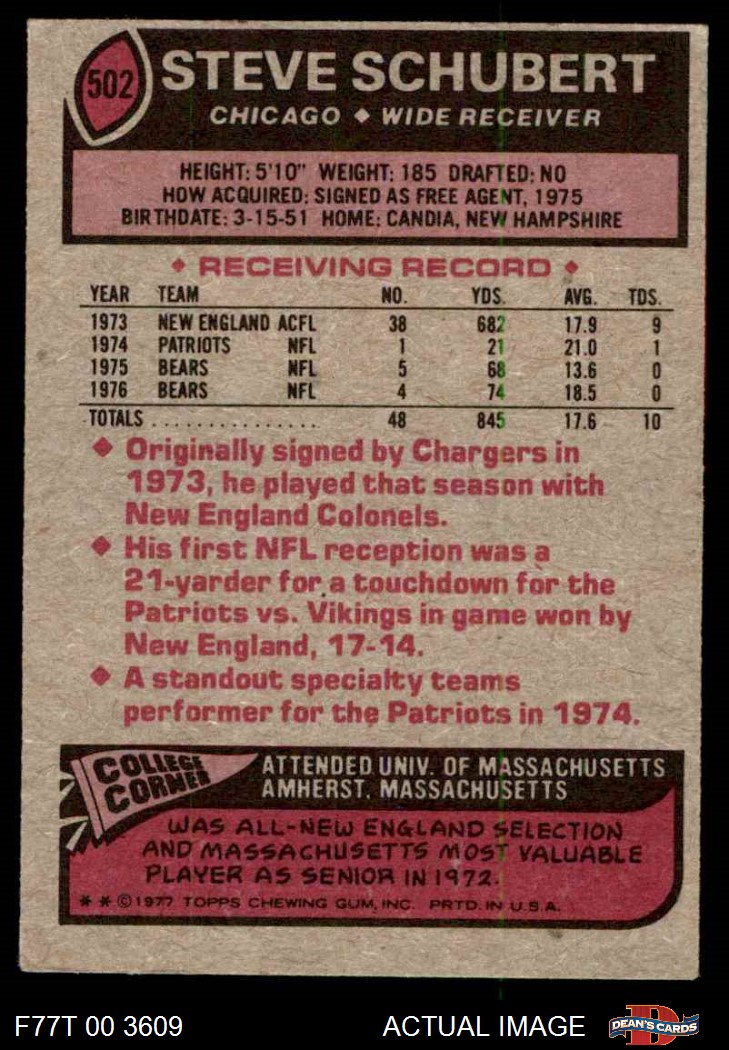 502
STEVE SCHUBERT
CHICAGO ◆ WIDE RECEIVER
HEIGHT: 5'10" WEIGHT: 185 DRAFTED: NO
HOW ACQUIRED: SIGNED AS FREE AGENT, 1975
BIRTHDATE: 3-15-51 HOME: CANDIA, NEW HAMPSHIRE
◆ RECEIVING RECORD ◆
YEAR TEAM NO. YDS. AVG. TDS.
1973 NEW ENGLAND ACFL 38 682 17.9 9
1974 PATRIOTS NFL 1 21 21.0 1
1975 BEARS NFL 5 68 13.6 0
1976 BEARS NFL 4 74 18.5 0
TOTALS ................ 48 845 17.6 10
◆ Originally signed by Chargers in
1973, he played that season with
New England Colonels.
◆ His first NFL reception was a
21-yarder for a touchdown for the
Patriots vs. Vikings in game won by
New England, 17-14.
◆ A standout specialty teams
performer for the Patriots in 1974.
COLLEGE
CORNER
ATTENDED UNIV. OF MASSACHUSETTS
AMHERST, MASSACHUSETTS
WAS ALL-NEW ENGLAND SELECTION
AND MASSACHUSETTS MOST VALUABLE
PLAYER AS SENIOR IN 1972.
* * © 1977 TOPPS CHEWING GUM, INC. PRTD. IN U.S.A.
F77T 00 3609 ACTUAL IMAGE
D
DEAN'S CARDS